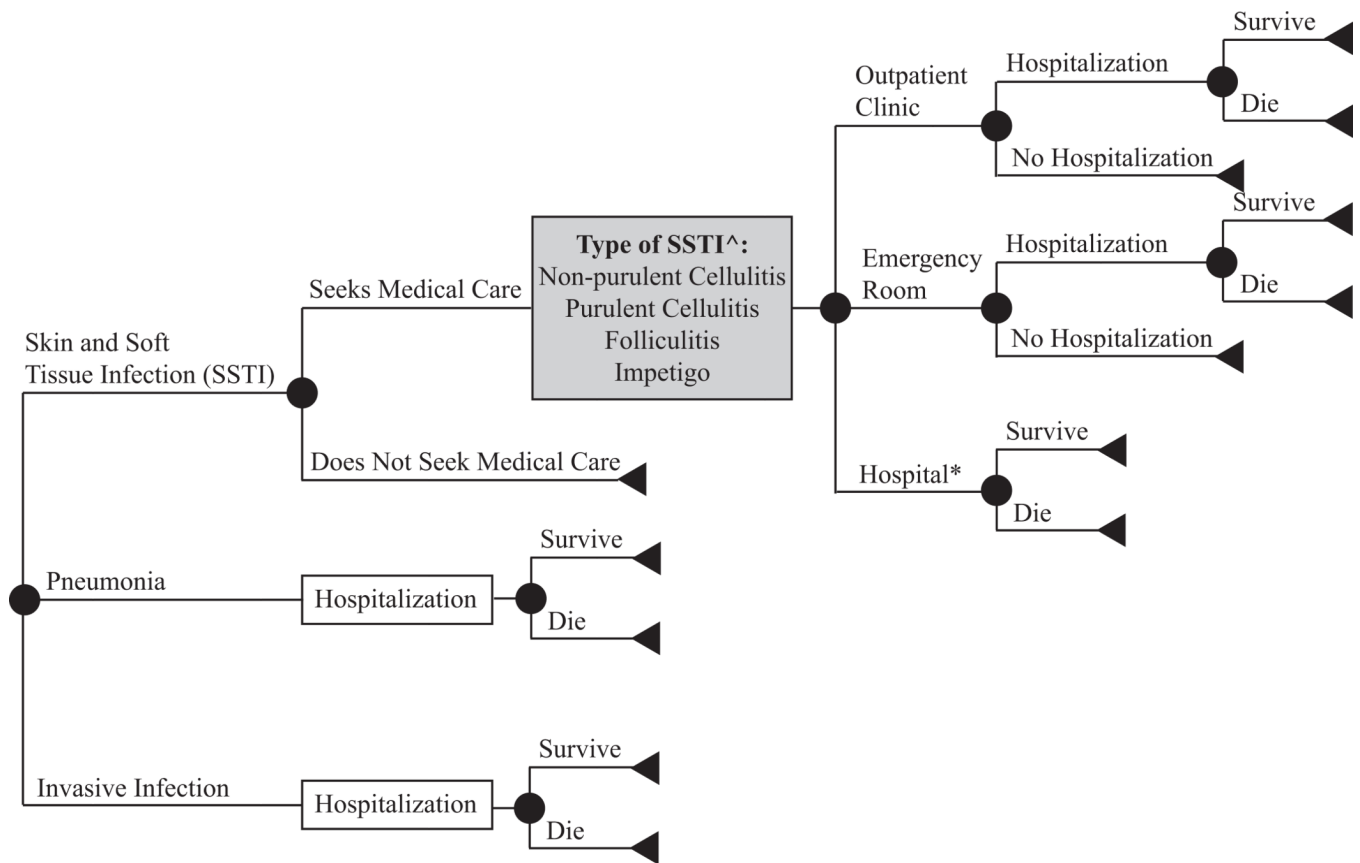 Survive
Hospitalization
Die
Outpatient
Clinic
No Hospitalization
Survive
Hospitalization
Die
Emergency
Room
No Hospitalization
Survive
Hospital*
Die
Type of SSTI^:
Non-purulent Cellulitis
Purulent Cellulitis
Folliculitis
Impetigo
Seeks Medical Care
Skin and Soft
Tissue Infection (SSTI)
Does Not Seek Medical Care
Pneumonia
Hospitalization
Survive
Die
Invasive Infection
Hospitalization
Survive
Die